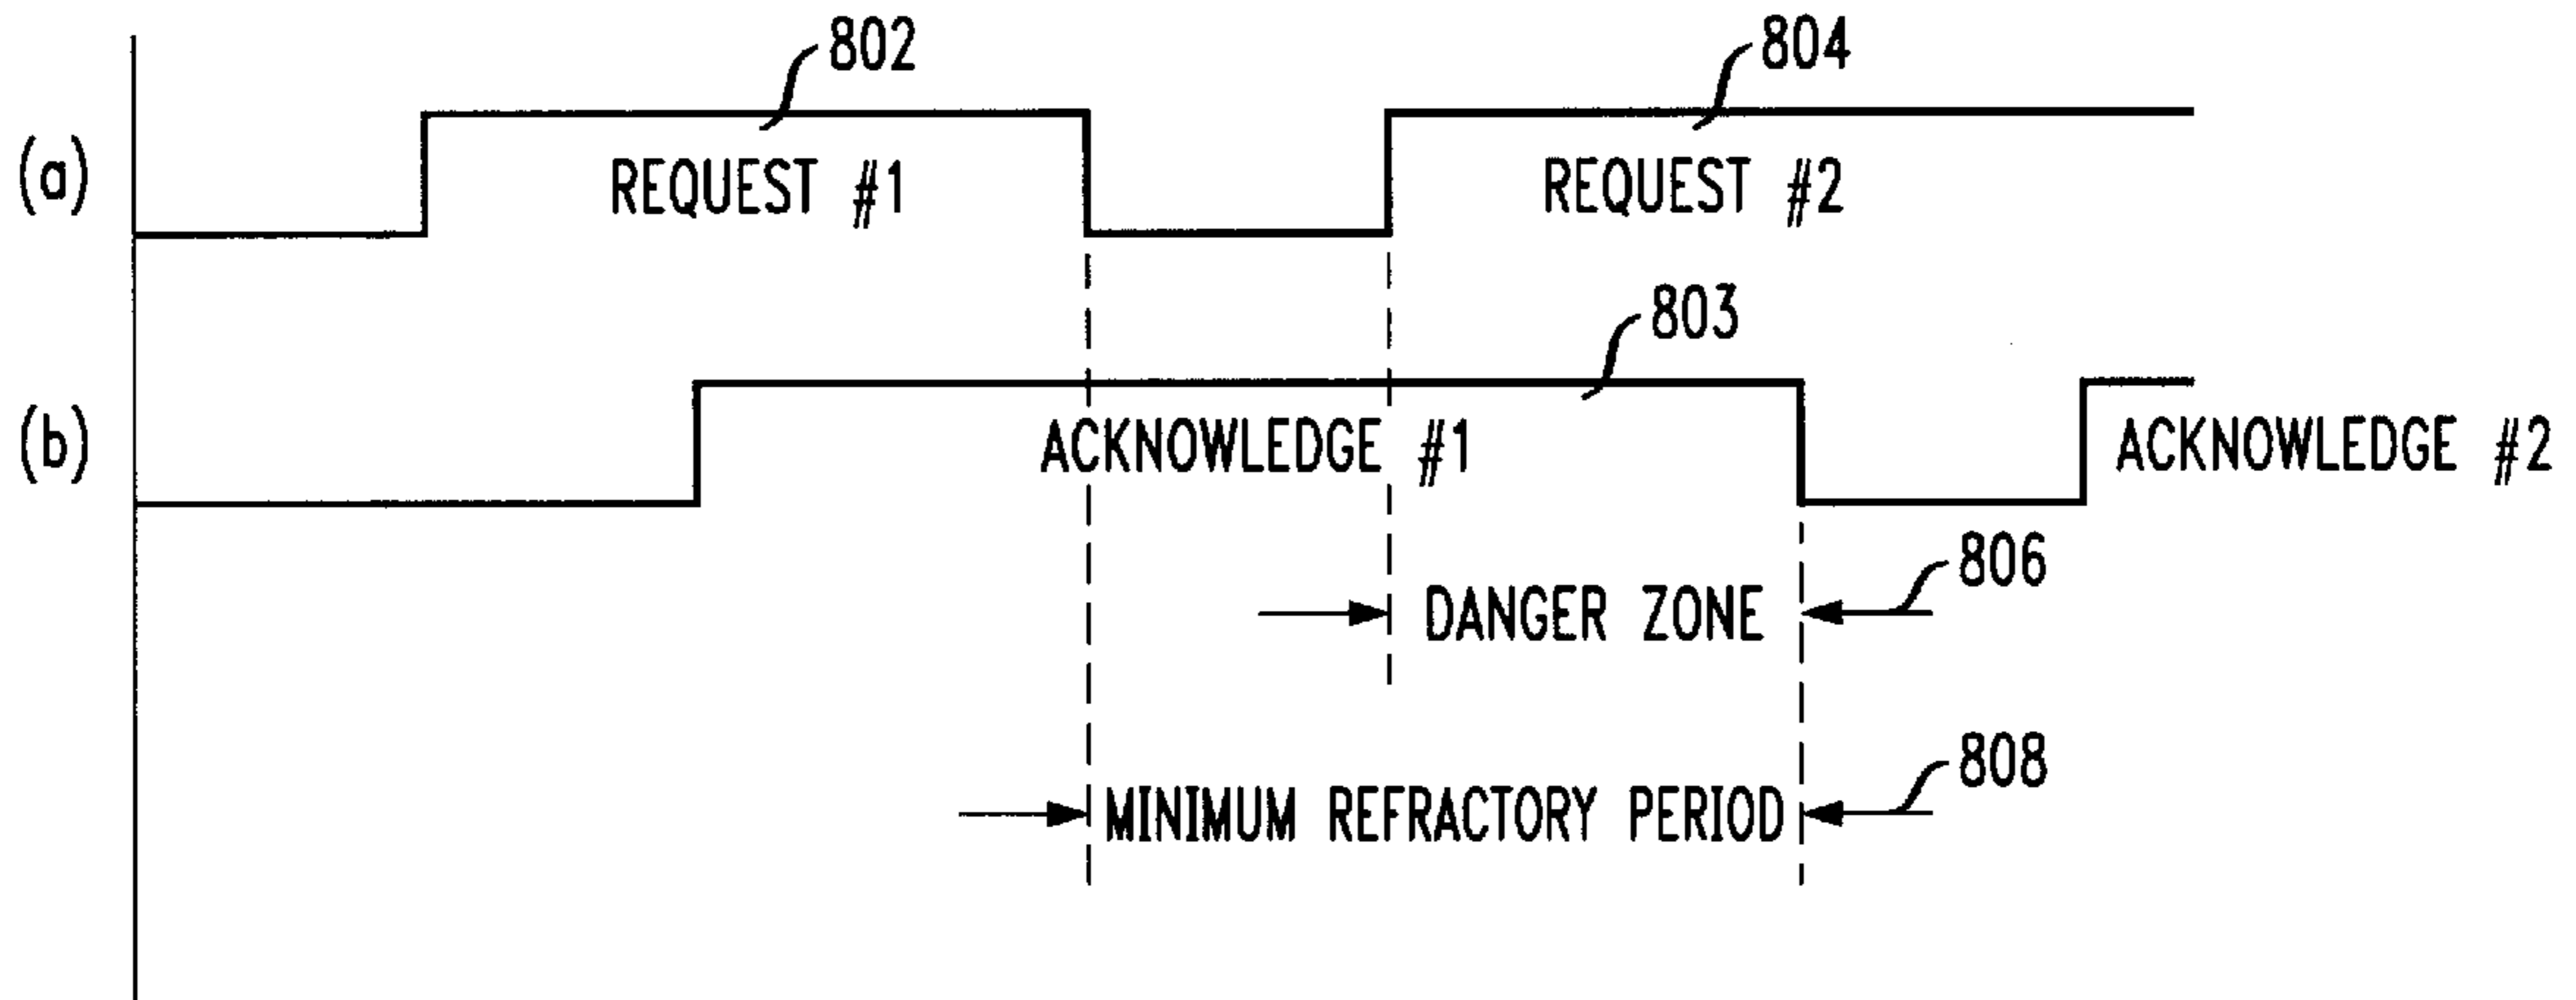 802
804
(a)
REQUEST #1
REQUEST #2
803
(b)
ACKNOWLEDGE #1
ACKNOWLEDGE #2
806
DANGER ZONE
808
MINIMUM REFRACTORY PERIOD